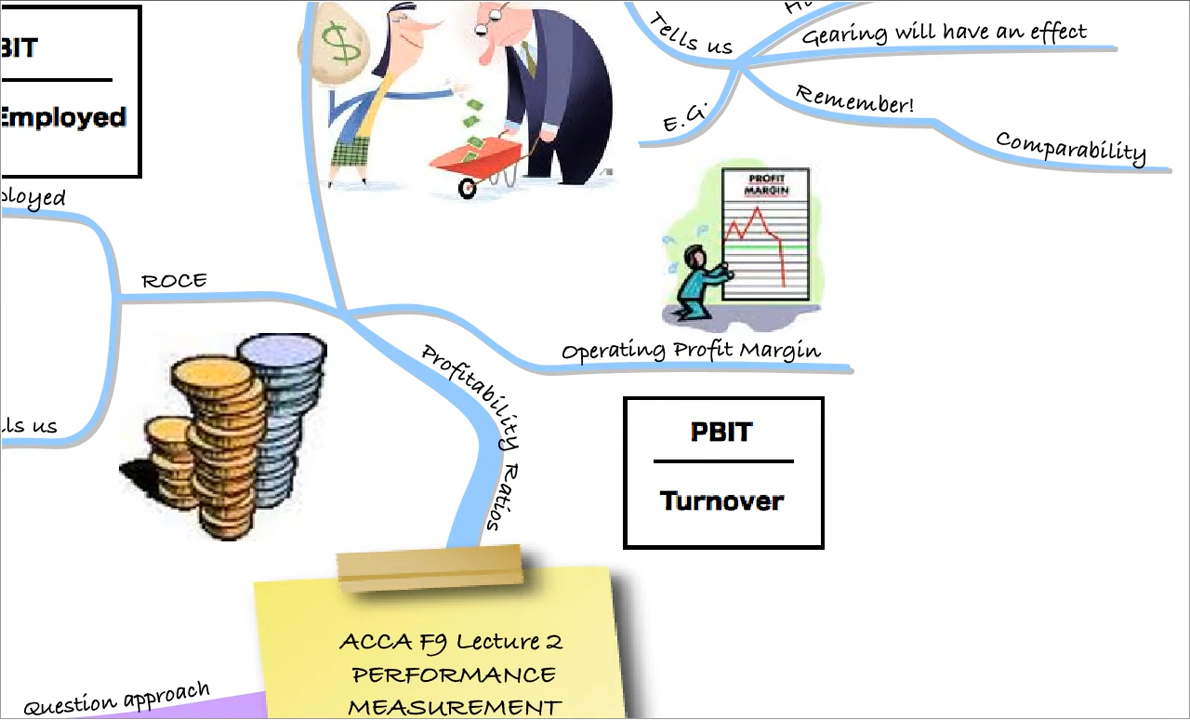 Tells us
Gearing will have an effect
E.G.
Remember!
Comparability
BIT
Employed
ployed
PROFIT
MARGIN
ROCE
Operating Profit Margin
Profitability Ratios
lls us
PBIT
Turnover
ACCA F9 Lecture 2
PERFORMANCE
MEASUREMENT
Question approach